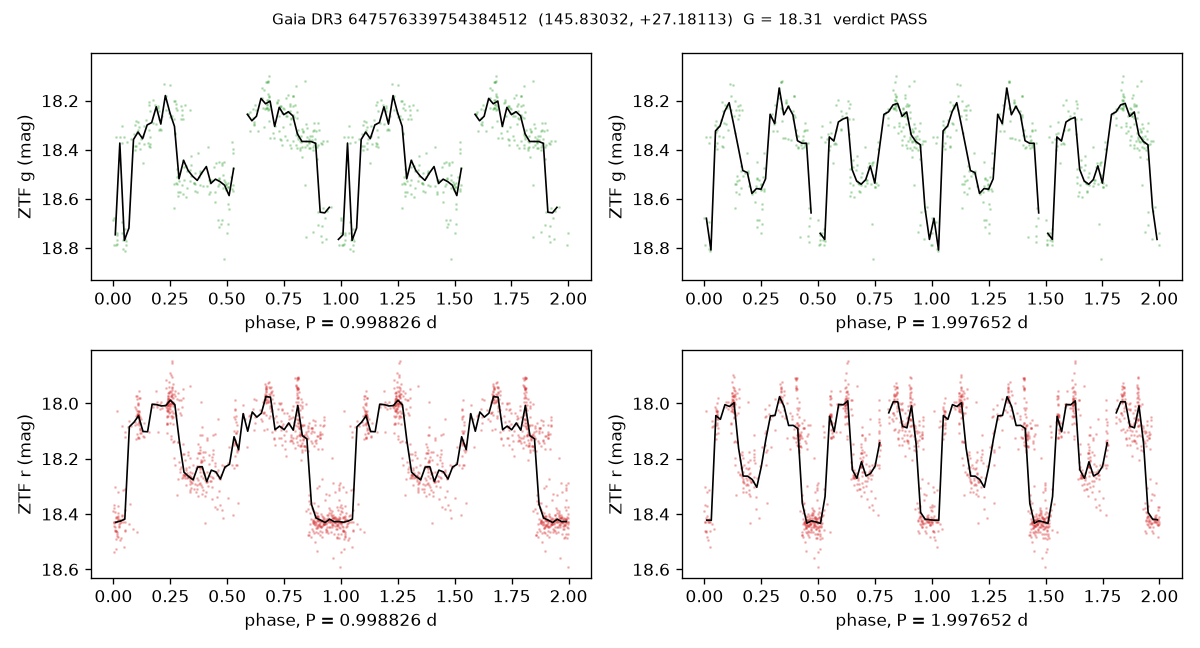 Gaia DR3 647576339754384512  (145.83032, +27.18113)  G = 18.31  verdict PASS
ZTF g (mag)
18.2
18.4
18.6
18.8
0.00 0.25 0.50 0.75 1.00 1.25 1.50 1.75 2.00
phase, P = 0.998826 d
ZTF g (mag)
18.2
18.4
18.6
18.8
0.00 0.25 0.50 0.75 1.00 1.25 1.50 1.75 2.00
phase, P = 1.997652 d
ZTF r (mag)
18.0
18.2
18.4
18.6
0.00 0.25 0.50 0.75 1.00 1.25 1.50 1.75 2.00
phase, P = 0.998826 d
ZTF r (mag)
18.0
18.2
18.4
18.6
0.00 0.25 0.50 0.75 1.00 1.25 1.50 1.75 2.00
phase, P = 1.997652 d